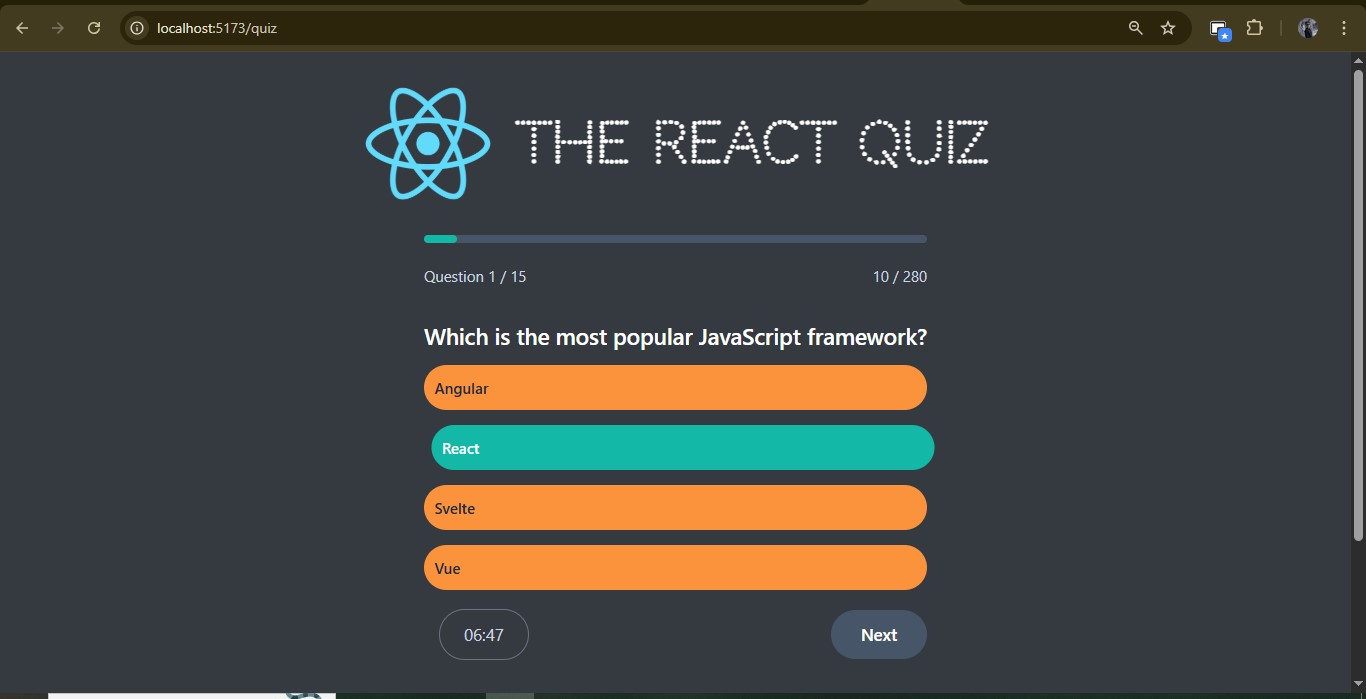 localhost:5173/quiz
THE REACT QUIZ
Question 1 / 15
10 / 280
Which is the most popular JavaScript framework?
Angular
React
Svelte
Vue
06:47
Next